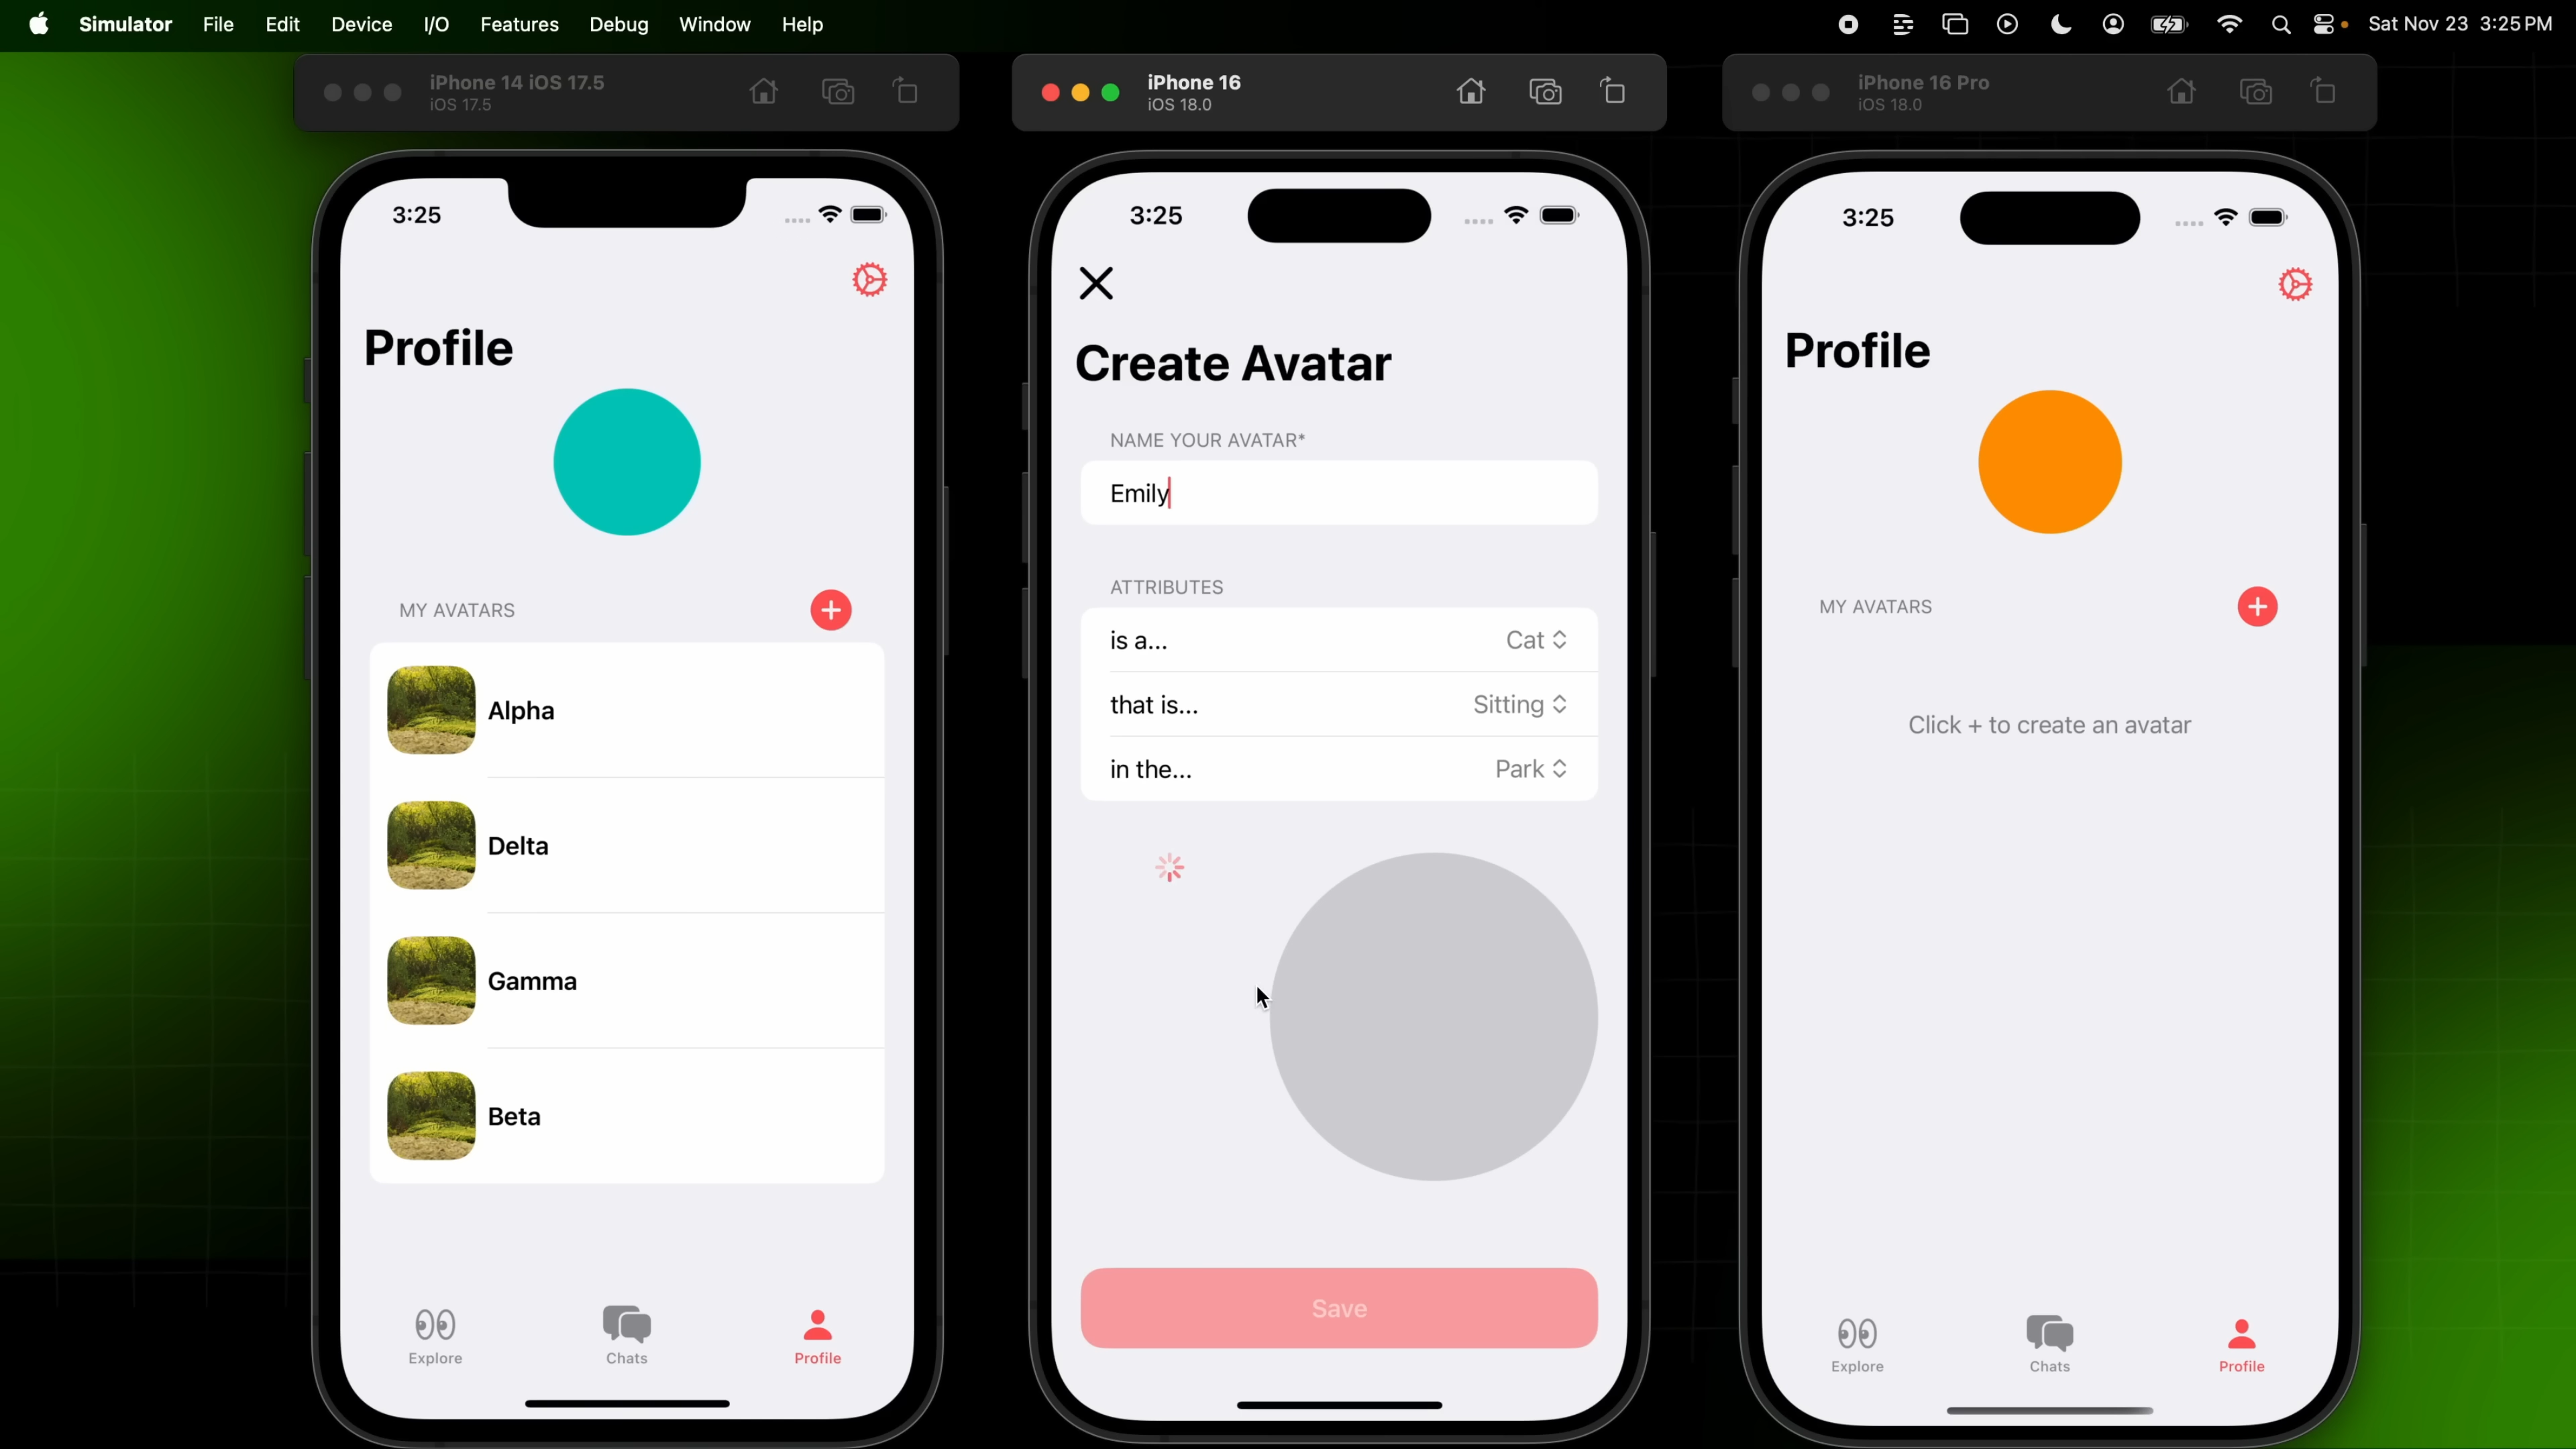 Simulator File Edit Device I/O Features Debug Window Help Sat Nov 23 3:25 PM
iPhone 14 iOS 17.5
iOS 17.5
3:25
Profile
MY AVATARS
Alpha
Delta
Gamma
Beta
Explore Chats Profile
iPhone 16
iOS 18.0
3:25
Create Avatar
NAME YOUR AVATAR*
Emily
ATTRIBUTES
is a... Cat
that is... Sitting
in the... Park
Save
iPhone 16 Pro
iOS 18.0
3:25
Profile
MY AVATARS
Click + to create an avatar
Explore Chats Profile